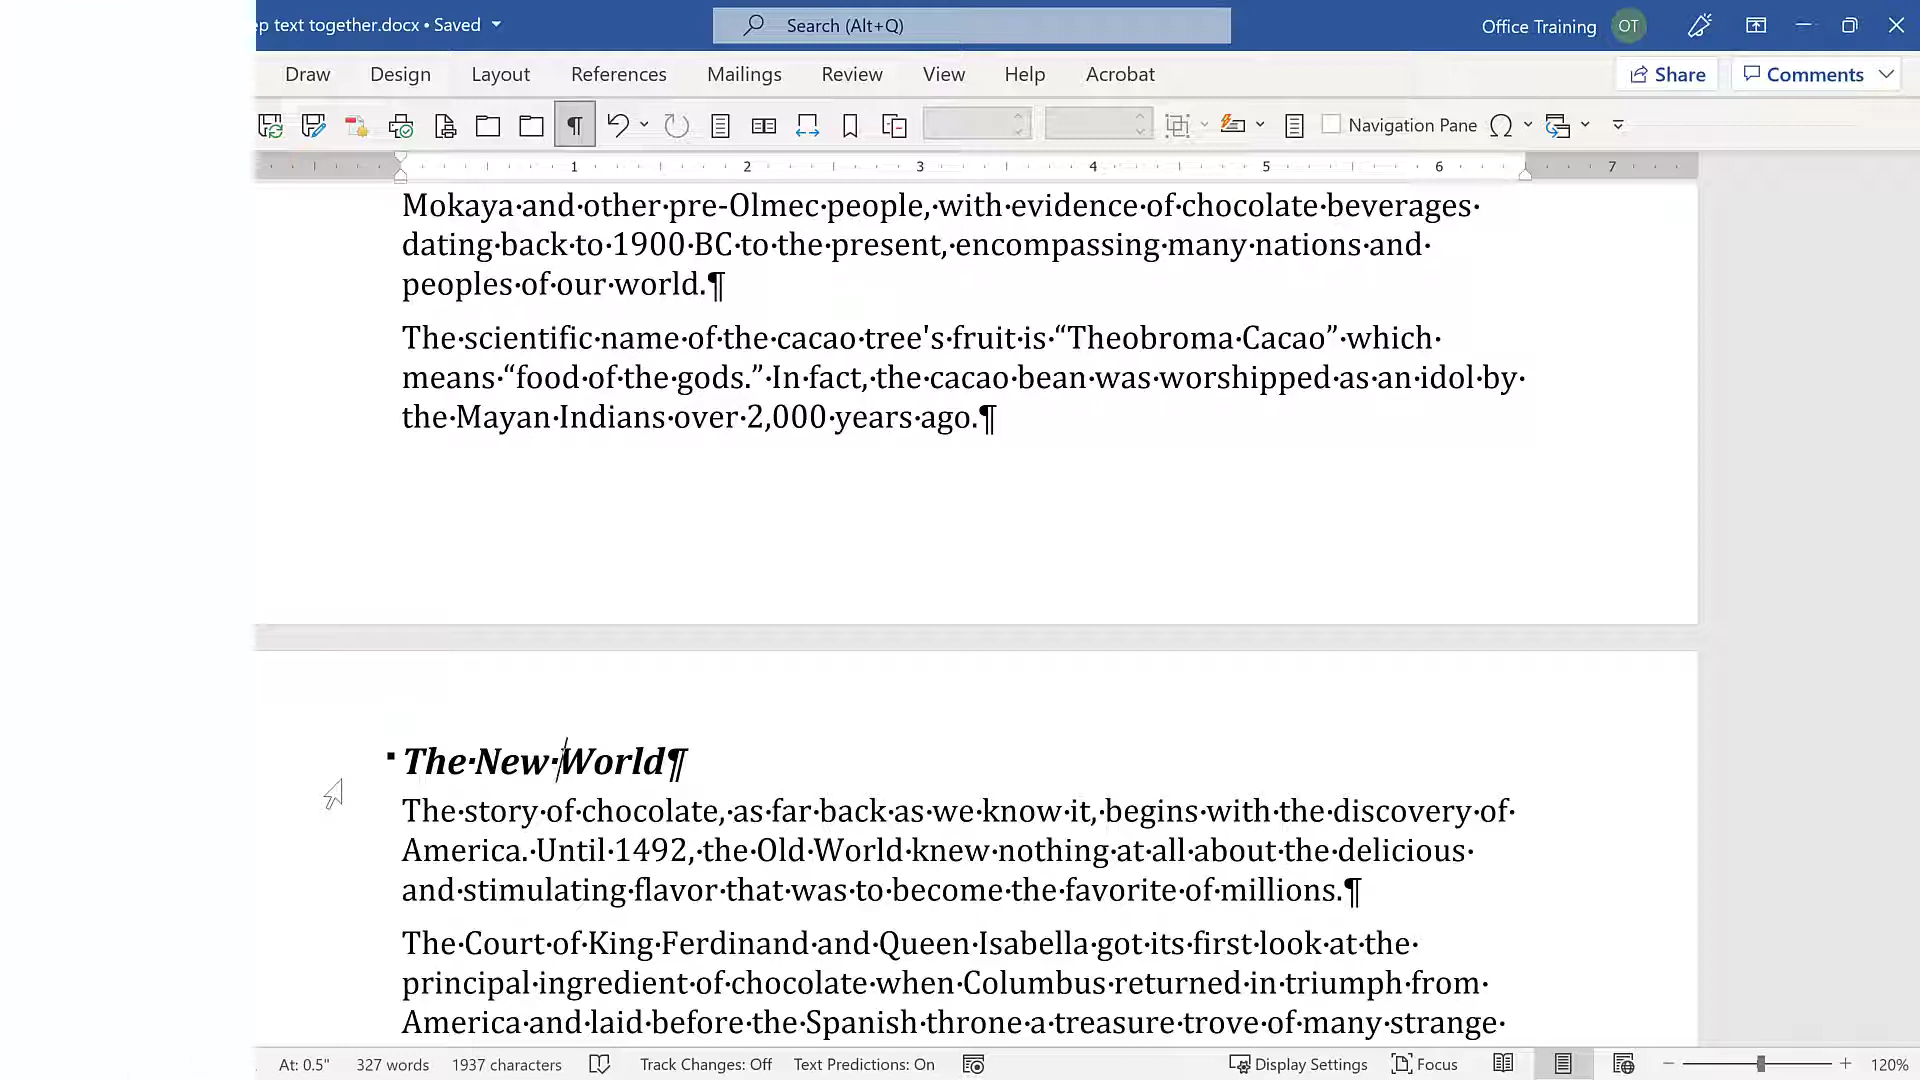 ep text together.docx • Saved
Search (Alt+Q)
Office Training
OT
Draw Design Layout References Mailings Review View Help Acrobat
Share
Comments
¶
Navigation Pane
Ω
1 2 3 4 5 6 7
Mokaya·and·other·pre-Olmec·people,·with·evidence·of·chocolate·beverages·
dating·back·to·1900·BC·to·the·present,·encompassing·many·nations·and·
peoples·of·our·world.¶
The·scientific·name·of·the·cacao·tree's·fruit·is·“Theobroma·Cacao”·which·
means·“food·of·the·gods.”·In·fact,·the·cacao·bean·was·worshipped·as·an·idol·by·
the·Mayan·Indians·over·2,000·years·ago.¶
The·New·World¶
The·story·of·chocolate,·as·far·back·as·we·know·it,·begins·with·the·discovery·of·
America.·Until·1492,·the·Old·World·knew·nothing·at·all·about·the·delicious·
and·stimulating·flavor·that·was·to·become·the·favorite·of·millions.¶
The·Court·of·King·Ferdinand·and·Queen·Isabella·got·its·first·look·at·the·
principal·ingredient·of·chocolate·when·Columbus·returned·in·triumph·from·
America·and·laid·before·the·Spanish·throne·a·treasure·trove·of·many·strange·
At: 0.5" 327 words 1937 characters Track Changes: Off Text Predictions: On Display Settings Focus 120%